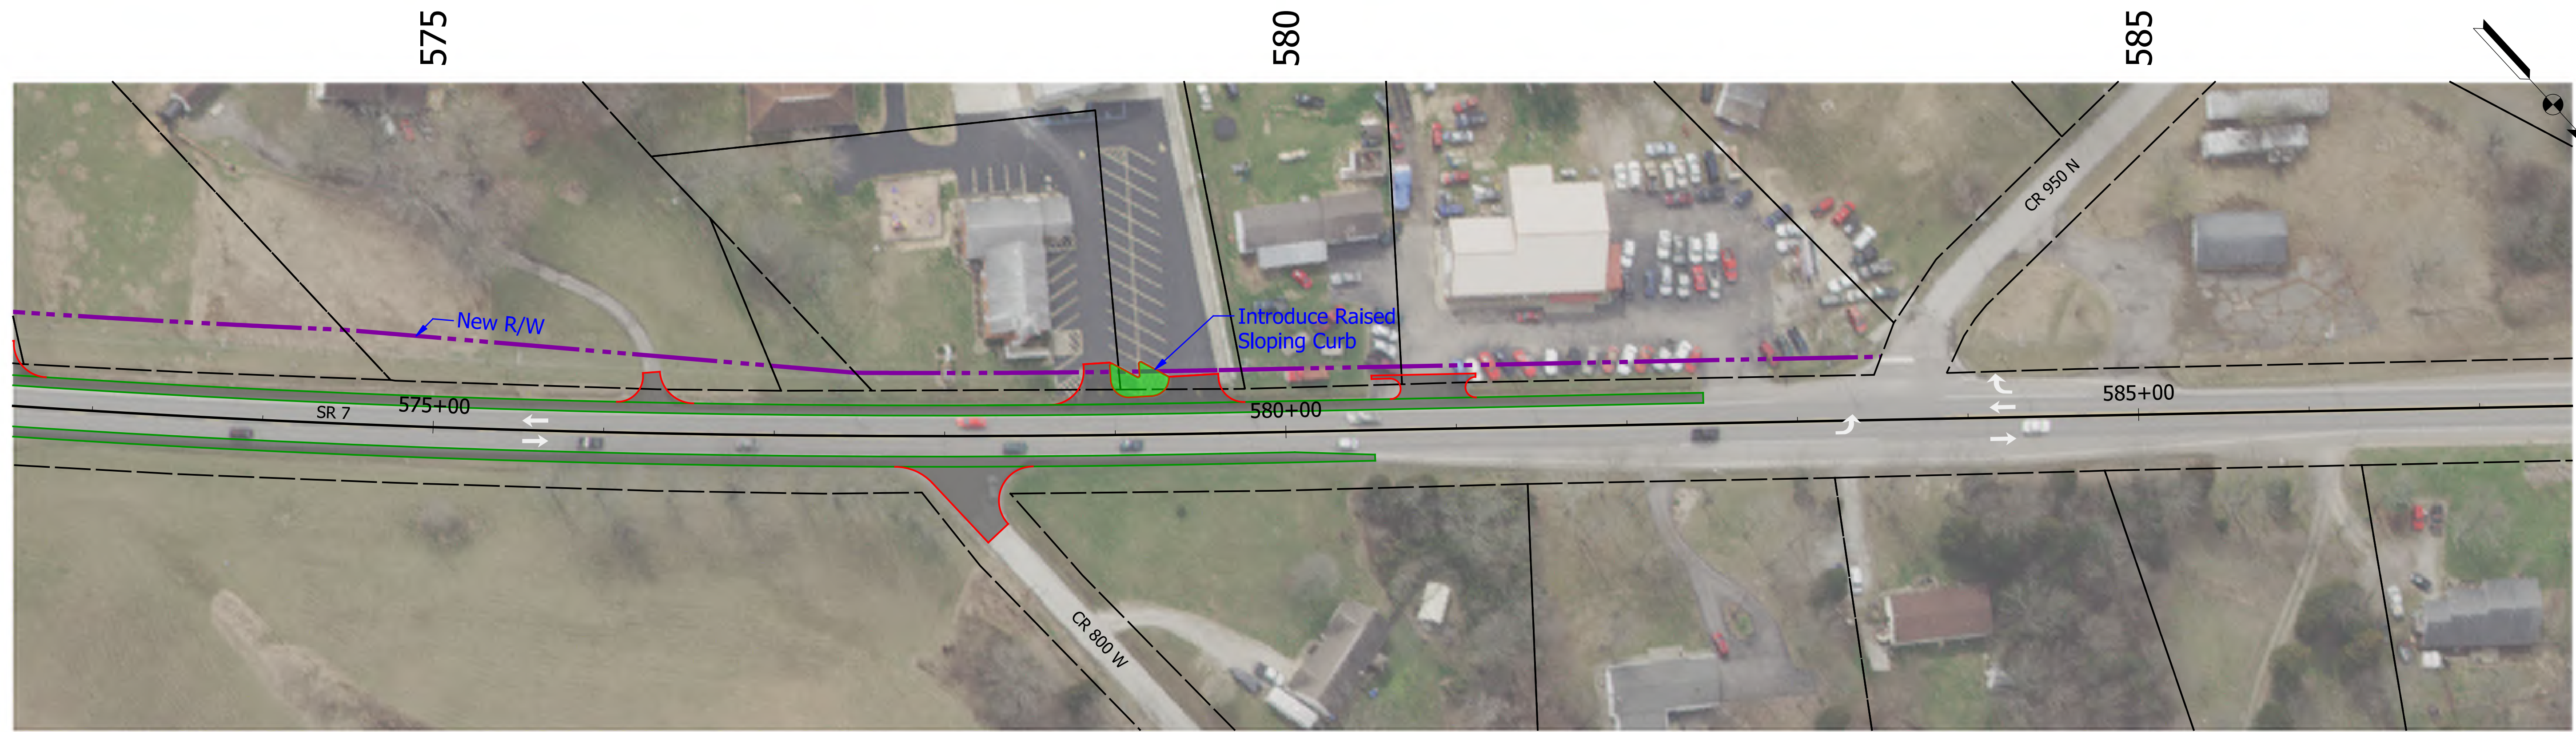 575
580
585
CR 950 N
New R/W
Introduce Raised
Sloping Curb
575+00
580+00
585+00
SR 7
CR 800 W